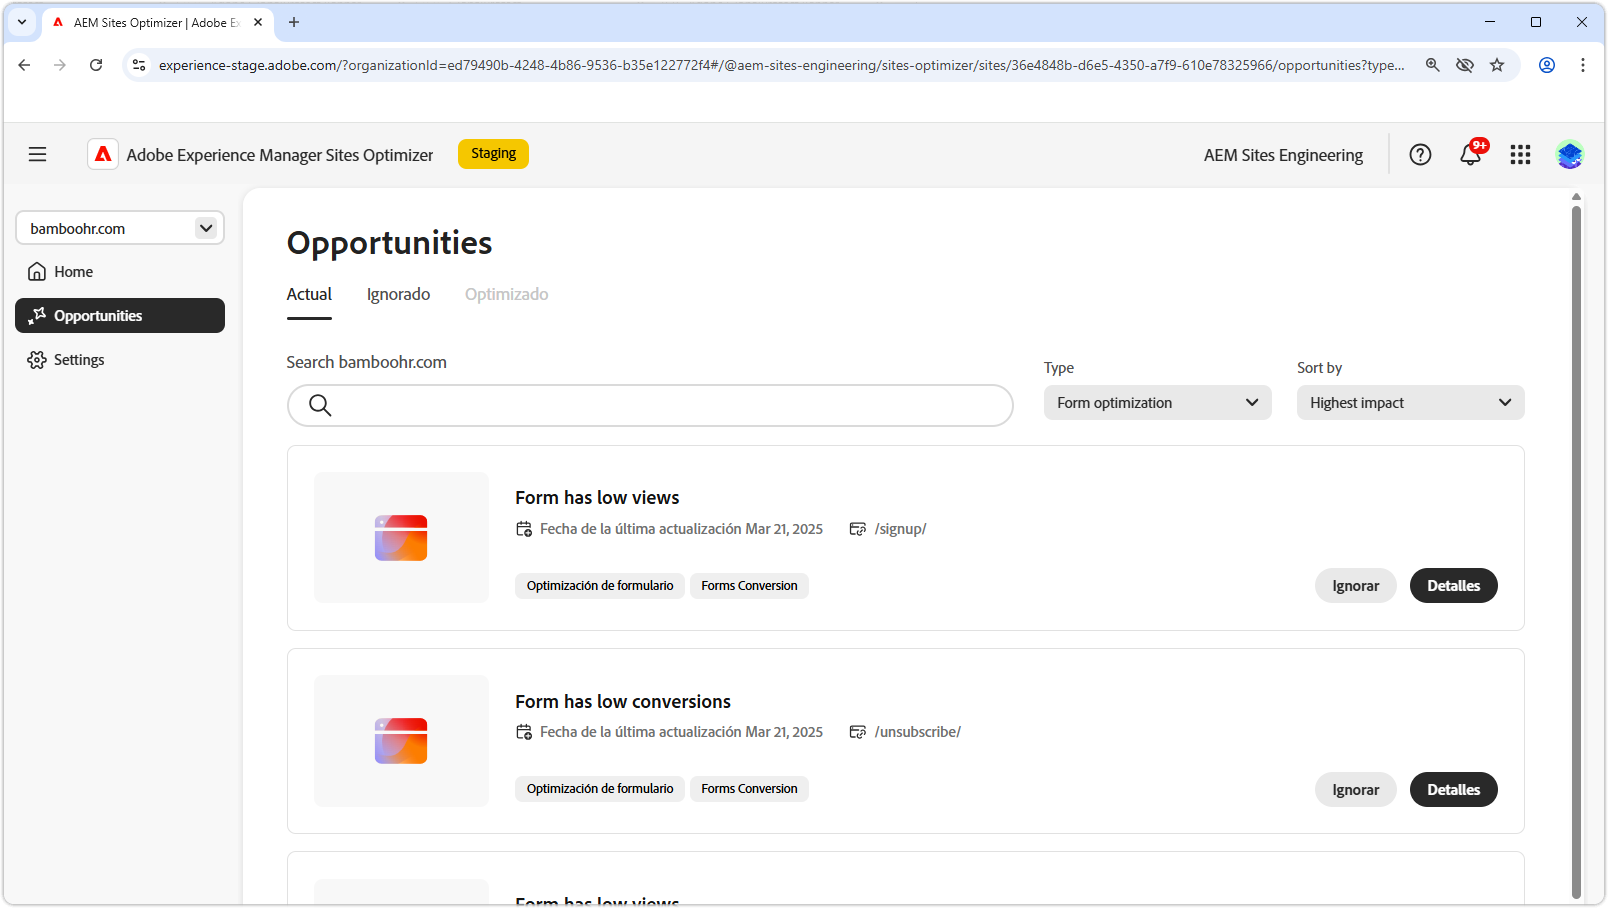 AEM Sites Optimizer | Adobe Ex
experience-stage.adobe.com/?organizationId=ed79490b-4248-4b86-9536-b35e122772f4#/@aem-sites-engineering/sites-optimizer/sites/36e4848b-d6e5-4350-a7f9-610e78325966/opportunities?type...
Adobe Experience Manager Sites Optimizer
Staging
AEM Sites Engineering
9+
bamboohr.com
Home
Opportunities
Settings
Opportunities
Actual
Ignorado
Optimizado
Search bamboohr.com
Type
Form optimization
Sort by
Highest impact
Form has low views
Fecha de la última actualización Mar 21, 2025
/signup/
Optimización de formulario
Forms Conversion
Ignorar
Detalles
Form has low conversions
Fecha de la última actualización Mar 21, 2025
/unsubscribe/
Optimización de formulario
Forms Conversion
Ignorar
Detalles
Form has low views